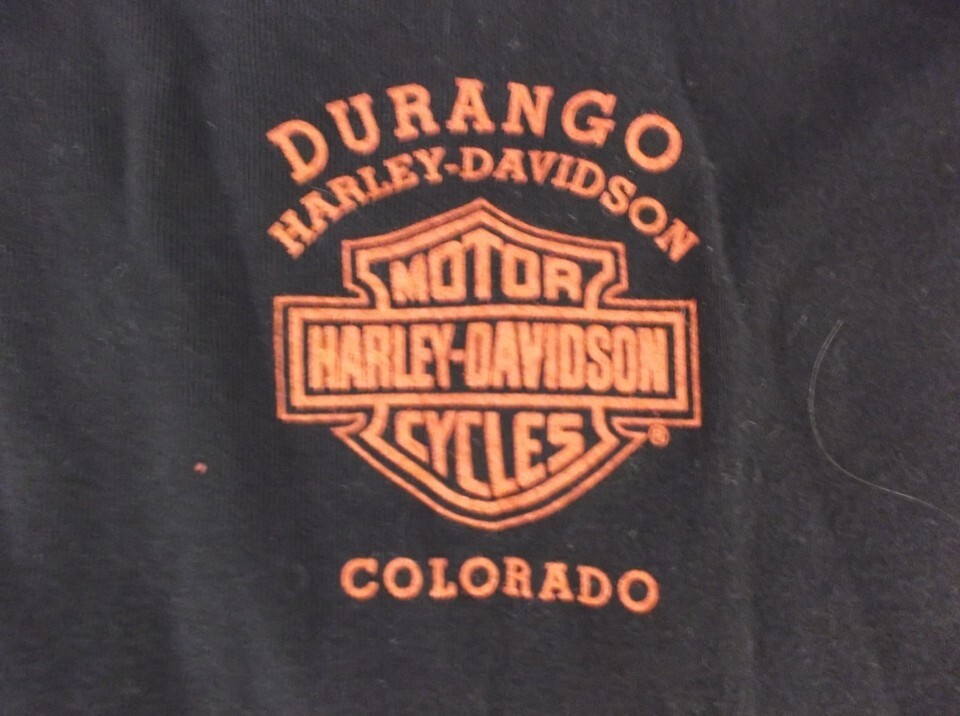 DURANGO
HARLEY-DAVIDSON
MOTOR
HARLEY-DAVIDSON
CYCLES ®
COLORADO